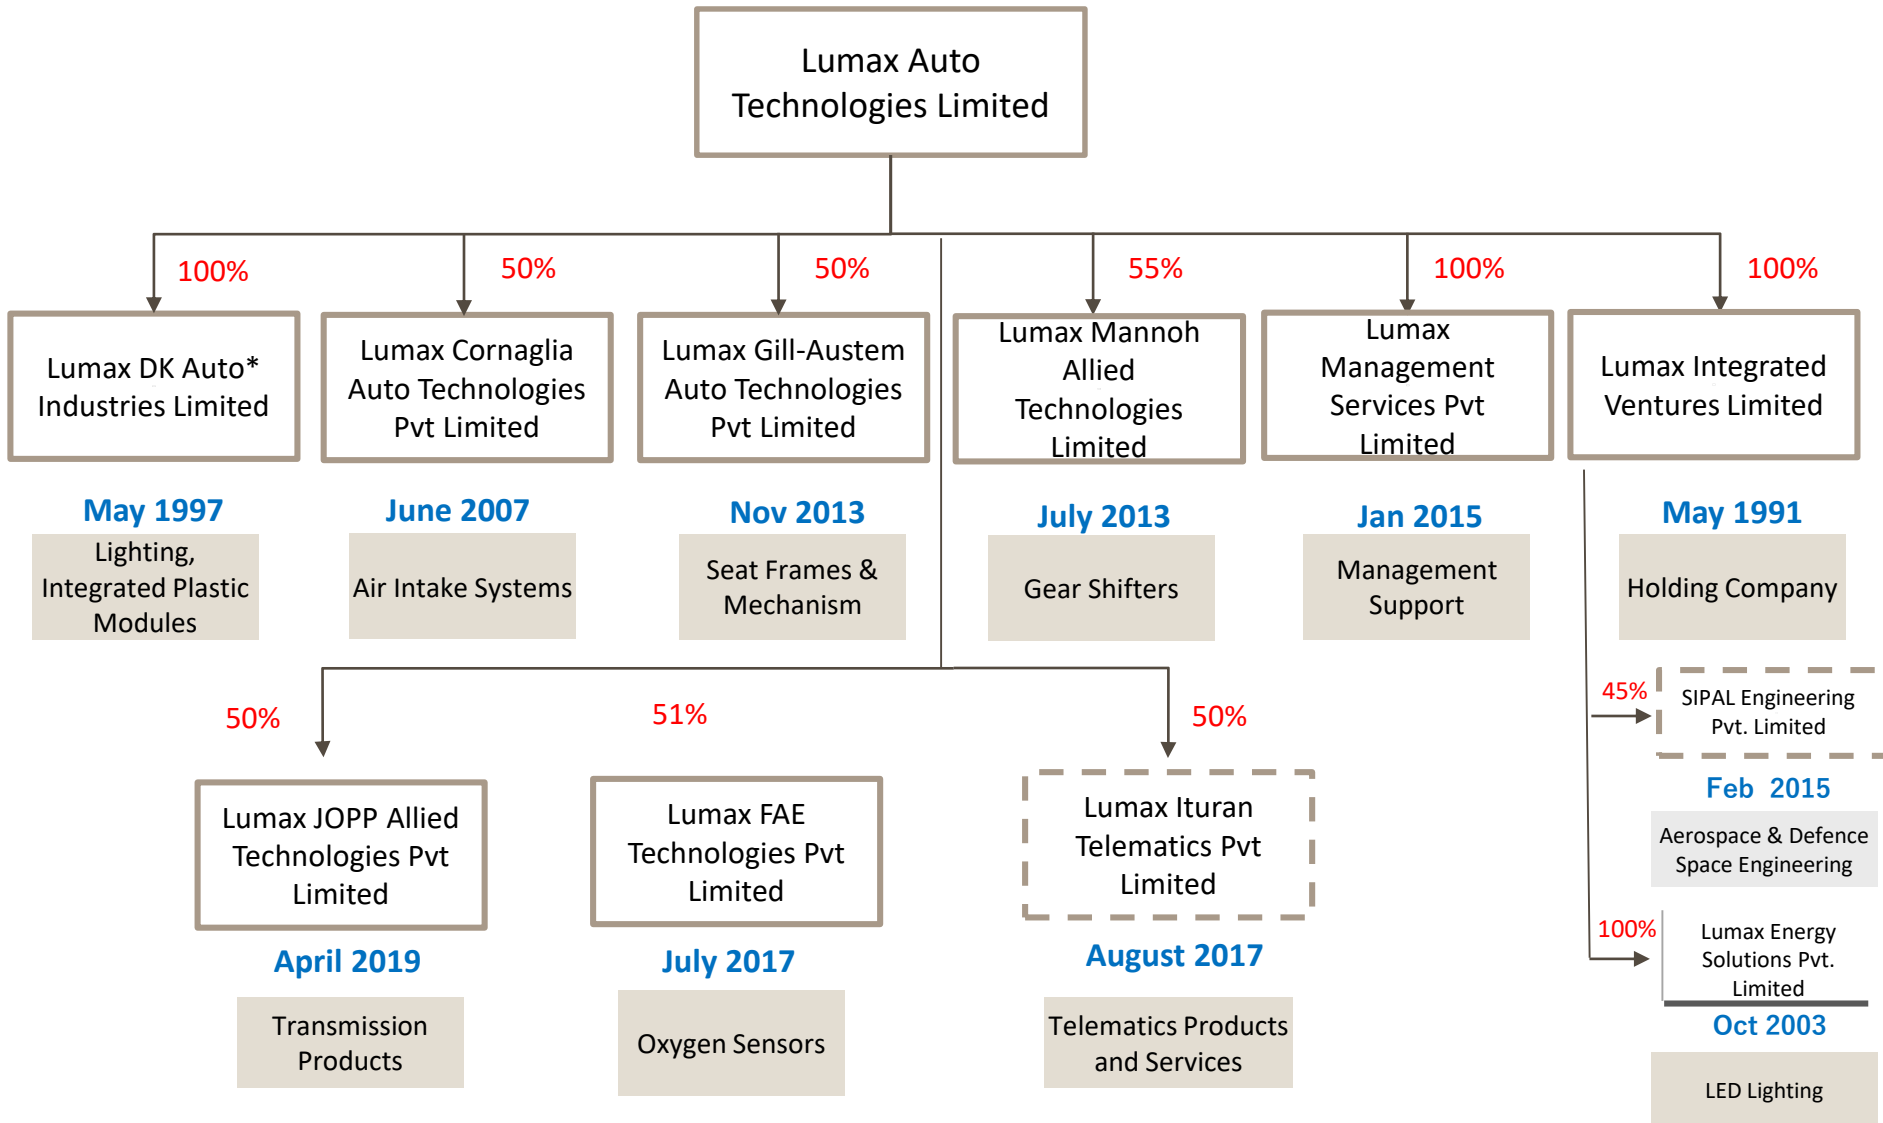 Lumax Auto
Technologies Limited
100%
50%
50%
55%
100%
100%
Lumax DK Auto*
Industries Limited
Lumax Cornaglia
Auto Technologies
Pvt Limited
Lumax Gill-Austem
Auto Technologies
Pvt Limited
Lumax Mannoh
Allied
Technologies
Limited
Lumax
Management
Services Pvt
Limited
Lumax Integrated
Ventures Limited
May 1997
June 2007
Nov 2013
July 2013
Jan 2015
May 1991
Lighting,
Integrated Plastic
Modules
Air Intake Systems
Seat Frames &
Mechanism
Gear Shifters
Management
Support
Holding Company
50%
51%
50%
45%
SIPAL Engineering
Pvt. Limited
Feb 2015
Aerospace & Defence
Space Engineering
Lumax JOPP Allied
Technologies Pvt
Limited
Lumax FAE
Technologies Pvt
Limited
Lumax Ituran
Telematics Pvt
Limited
April 2019
July 2017
August 2017
Transmission
Products
Oxygen Sensors
Telematics Products
and Services
100%
Lumax Energy
Solutions Pvt.
Limited
Oct 2003
LED Lighting